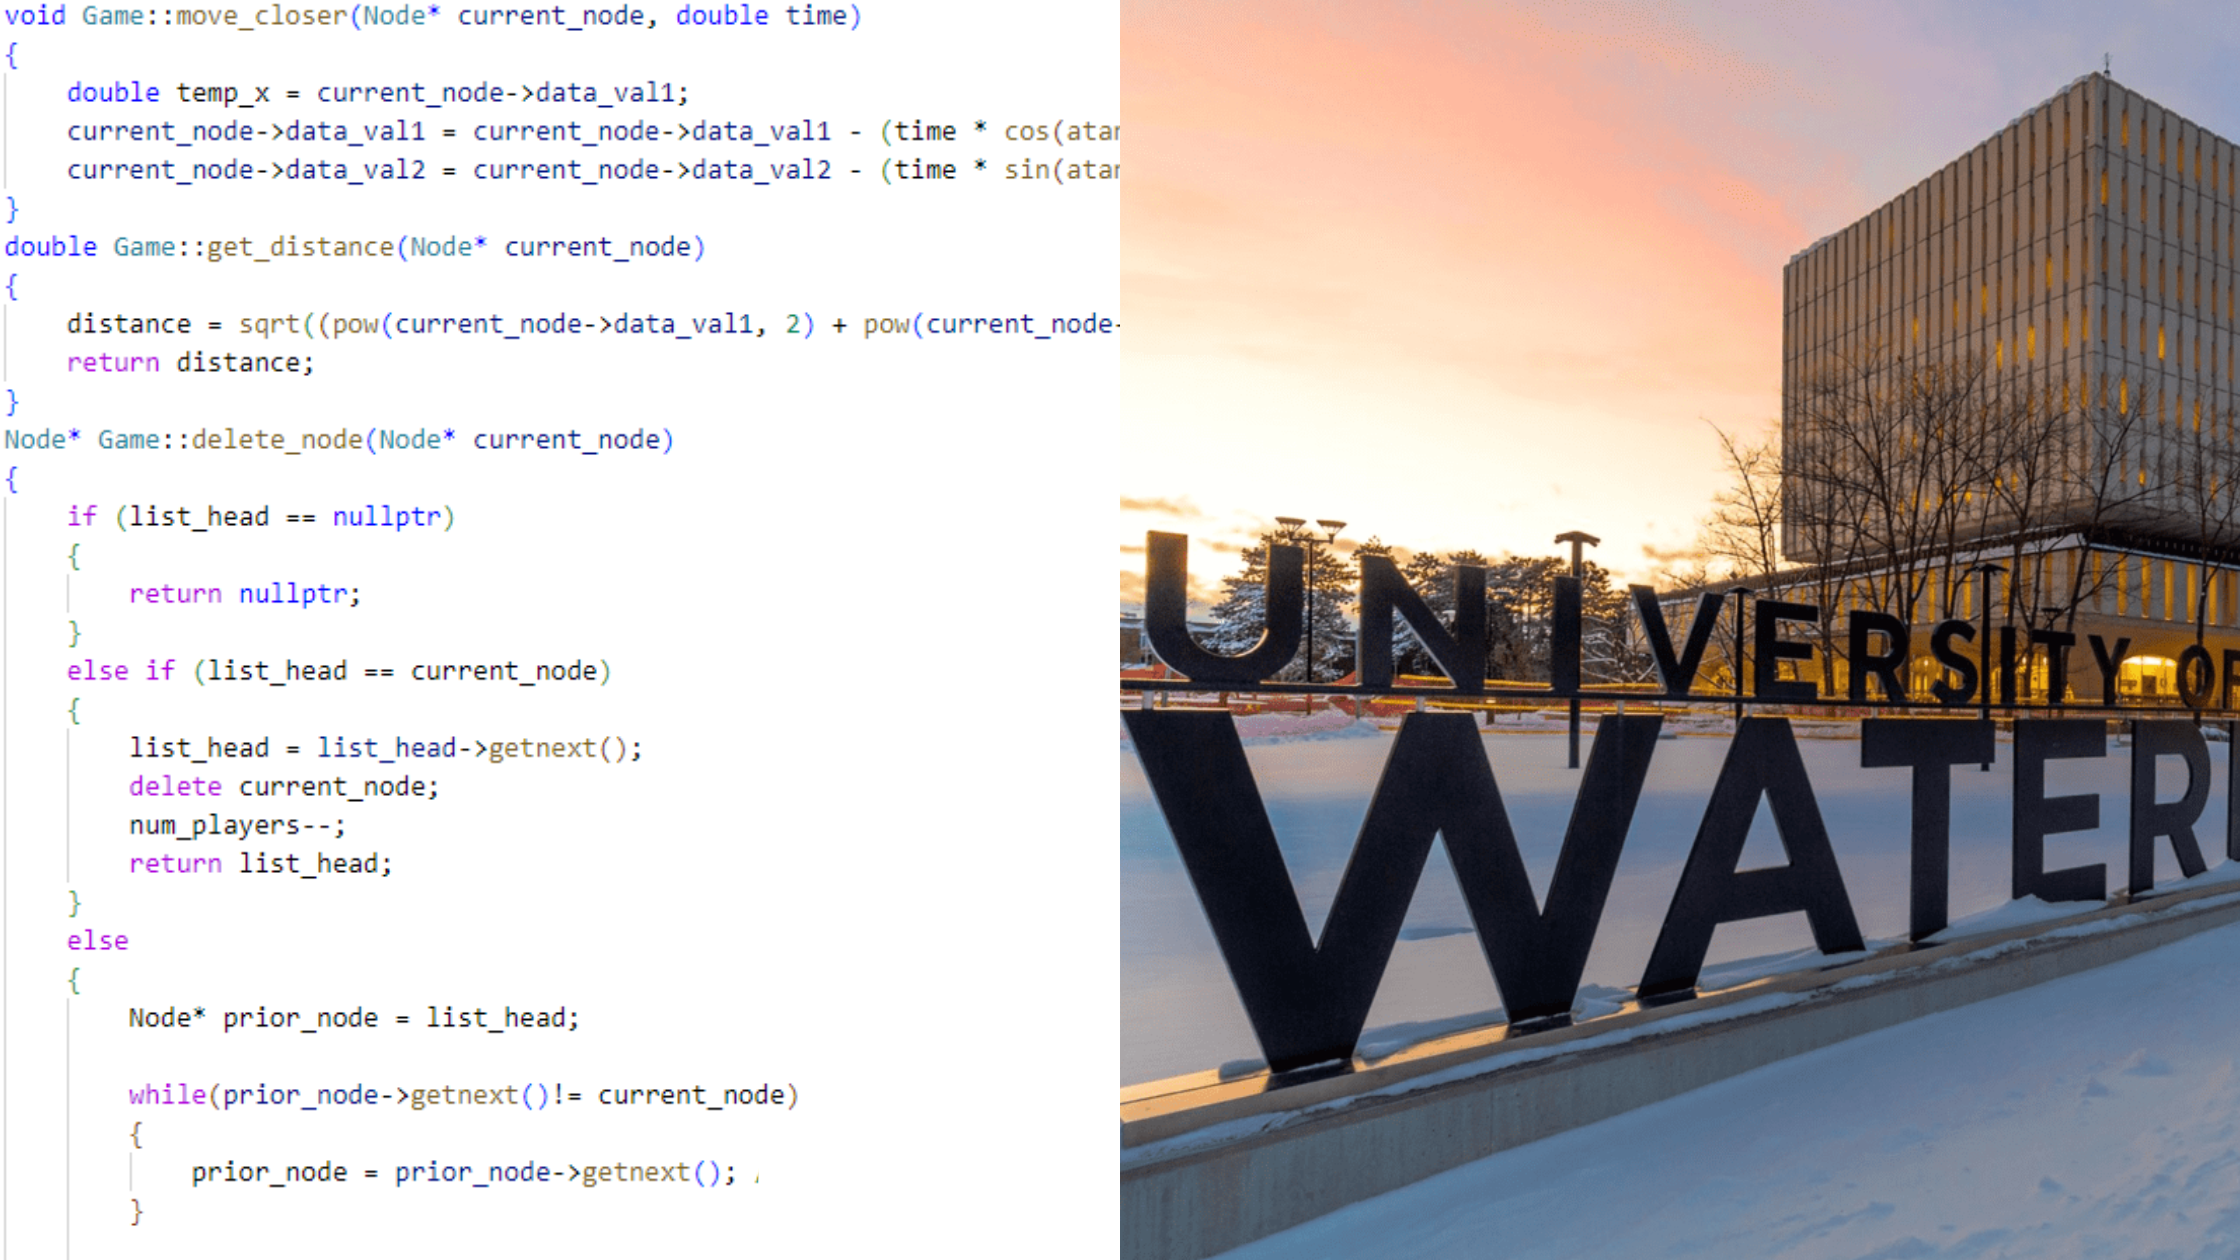 void Game::move_closer(Node* current_node, double time)
{
double temp_x = current_node->data_val1;
current_node->data_val1 = current_node->data_val1 - (time * cos(atan
current_node->data_val2 = current_node->data_val2 - (time * sin(atan
}
double Game::get_distance(Node* current_node)
{
distance = sqrt((pow(current_node->data_val1, 2) + pow(current_node-
return distance;
}
Node* Game::delete_node(Node* current_node)
{
if (list_head == nullptr)
{
return nullptr;
}
else if (list_head == current_node)
{
list_head = list_head->getnext();
delete current_node;
num_players--;
return list_head;
}
else
{
Node* prior_node = list_head;
while(prior_node->getnext()!= current_node)
{
prior_node = prior_node->getnext();
}
UNIVERSITY OF
WATER